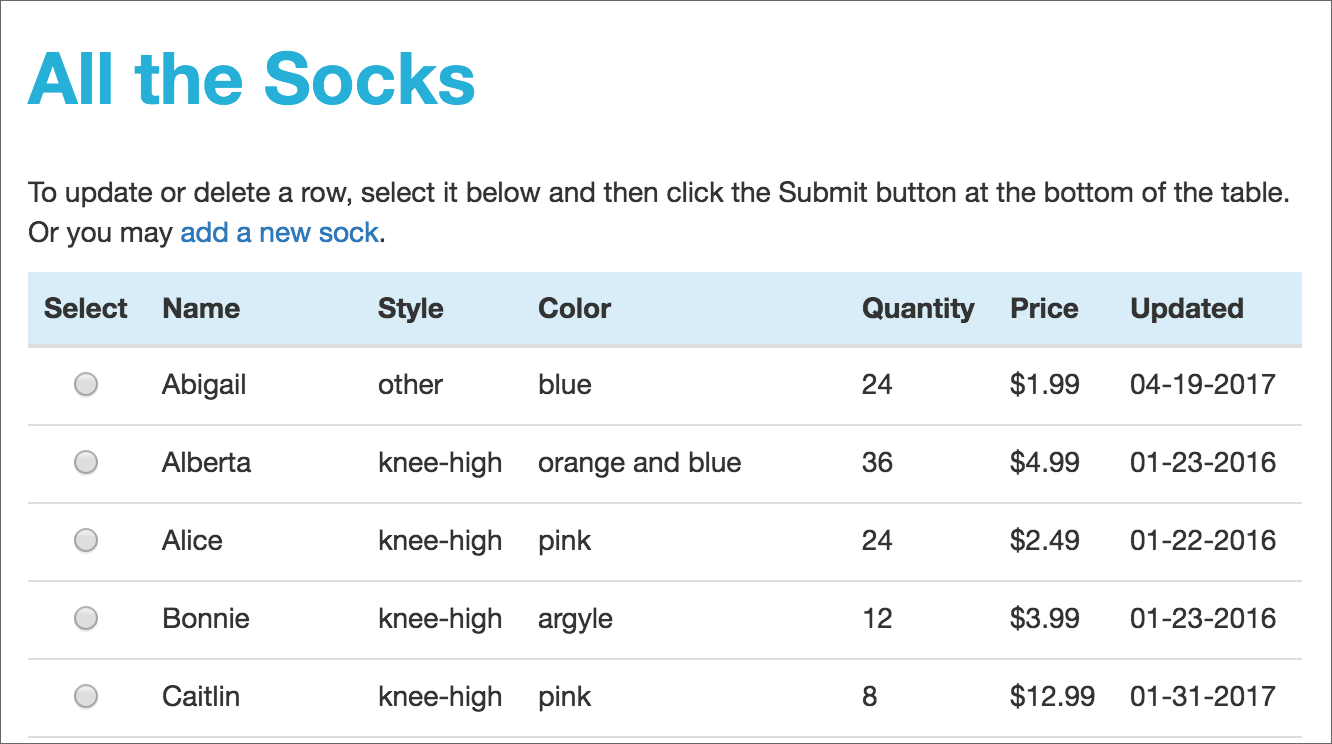 All the Socks
To update or delete a row, select it below and then click the Submit button at the bottom of the table.
Or you may add a new sock.
Select Name Style Color Quantity Price Updated
Abigail other blue 24 $1.99 04-19-2017
Alberta knee-high orange and blue 36 $4.99 01-23-2016
Alice knee-high pink 24 $2.49 01-22-2016
Bonnie knee-high argyle 12 $3.99 01-23-2016
Caitlin knee-high pink 8 $12.99 01-31-2017